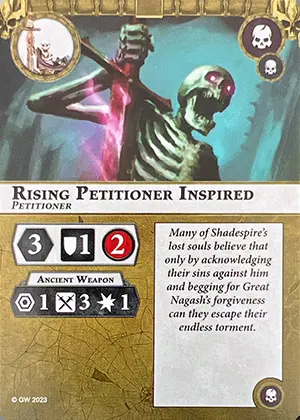 RISING PETITIONER INSPIRED
PETITIONER
3 1 2
ANCIENT WEAPON
1 3 1
Many of Shadespire's
lost souls believe that
only by acknowledging
their sins against him
and begging for Great
Nagash's forgiveness
can they escape their
endless torment.
© GW 2023